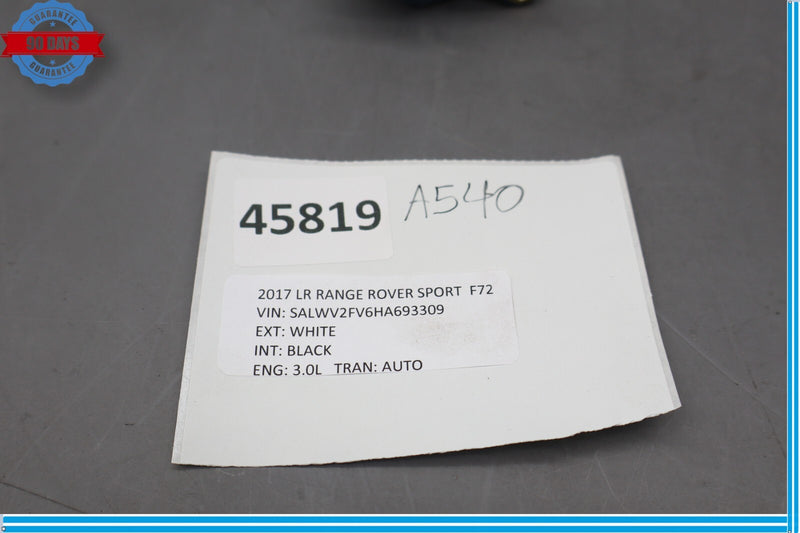 GUARANTEE
90 DAYS
GUARANTEE
45819 A540
2017 LR RANGE ROVER SPORT F72
VIN: SALWV2FV6HA693309
EXT: WHITE
INT: BLACK
ENG: 3.0L TRAN: AUTO